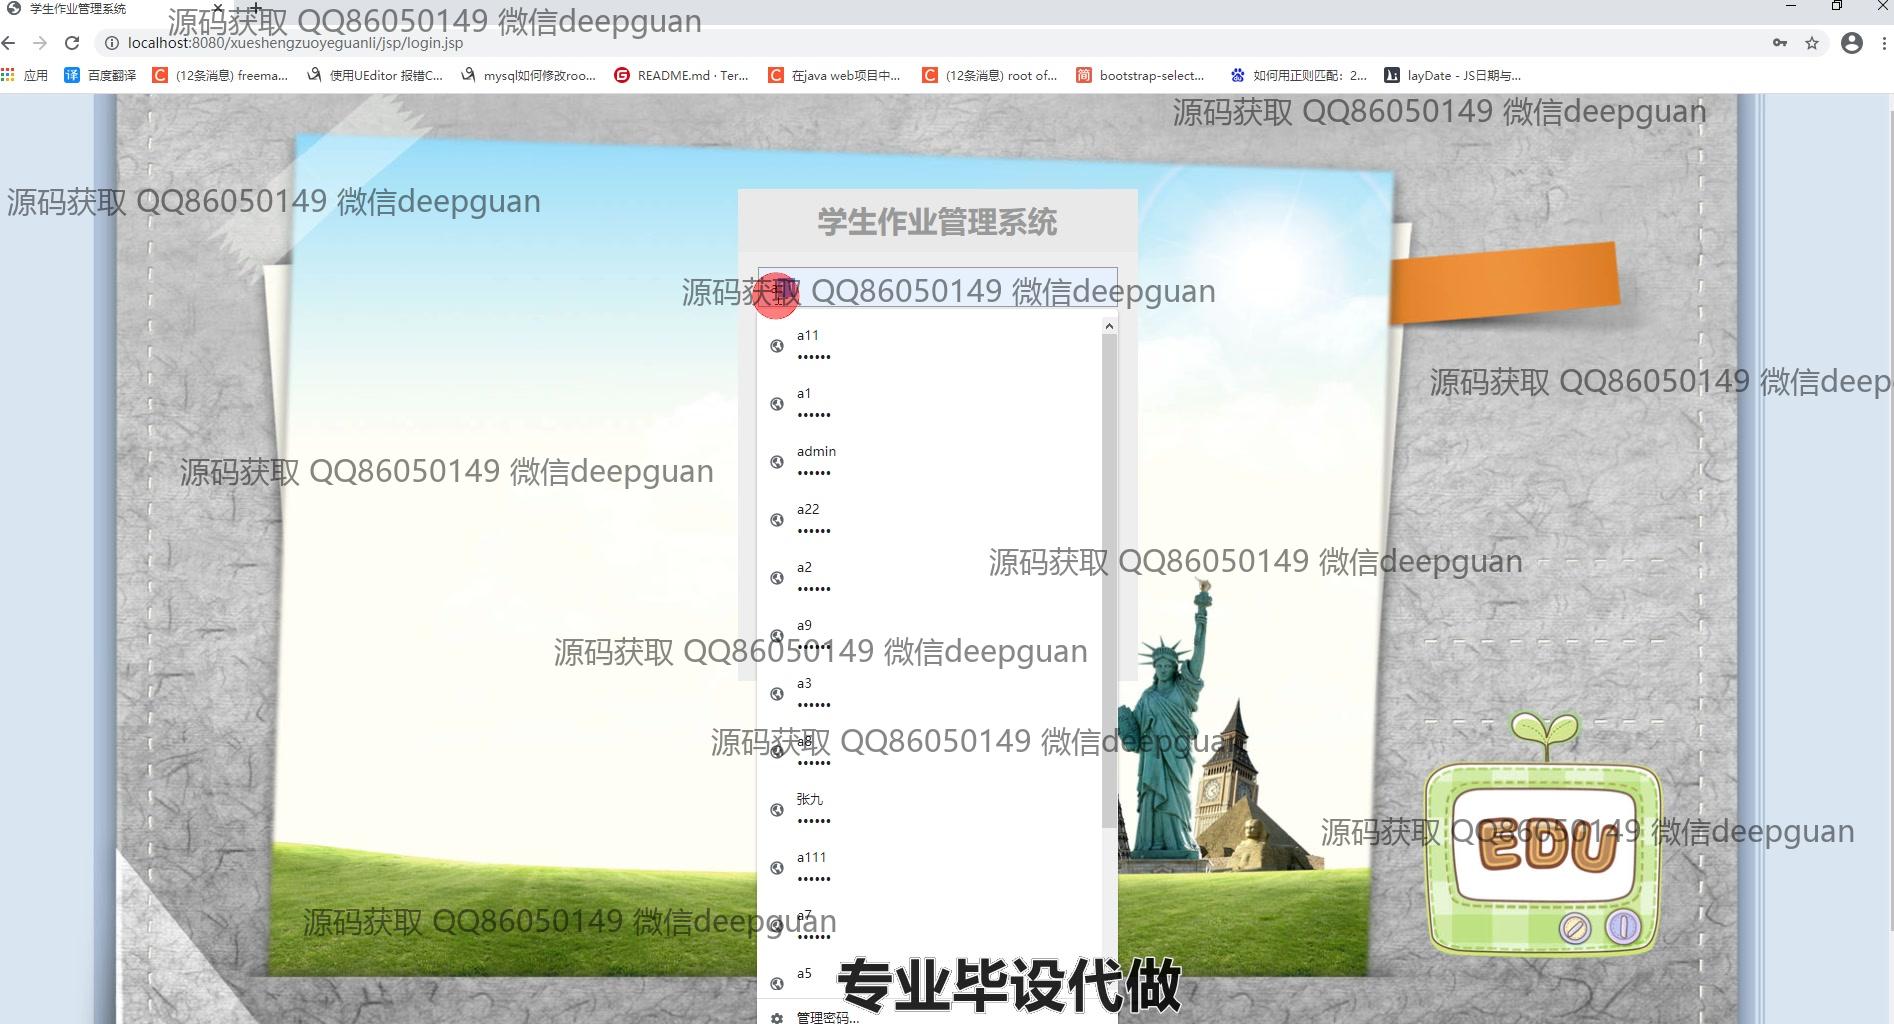 学生作业管理系统
源码获取 QQ86050149 微信deepguan
localhost:8080/xueshengzuoyeguanli/jsp/login.jsp
应用
百度翻译
(12条消息) freema...
使用UEditor 报错C...
mysql如何修改roo...
README.md · Ter...
在java web项目中...
(12条消息) root of...
bootstrap-select...
如何用正则匹配：2...
layDate - JS日期与...
源码获取 QQ86050149 微信deepguan
源码获取 QQ86050149 微信deepguan
学生作业管理系统
源码获取 QQ86050149 微信deepguan
a11
••••••
源码获取 QQ86050149 微信deep
a1
••••••
admin
••••••
源码获取 QQ86050149 微信deepguan
a22
••••••
源码获取 QQ86050149 微信deepguan
a2
••••••
a9
••••••
源码获取 QQ86050149 微信deepguan
a3
••••••
a8
••••••
源码获取 QQ86050149 微信deepguan
张九
••••••
源码获取 QQ86050149 微信deepguan
EDU
a111
••••••
a7
••••••
源码获取 QQ86050149 微信deepguan
a5
专业毕设代做
管理密码...